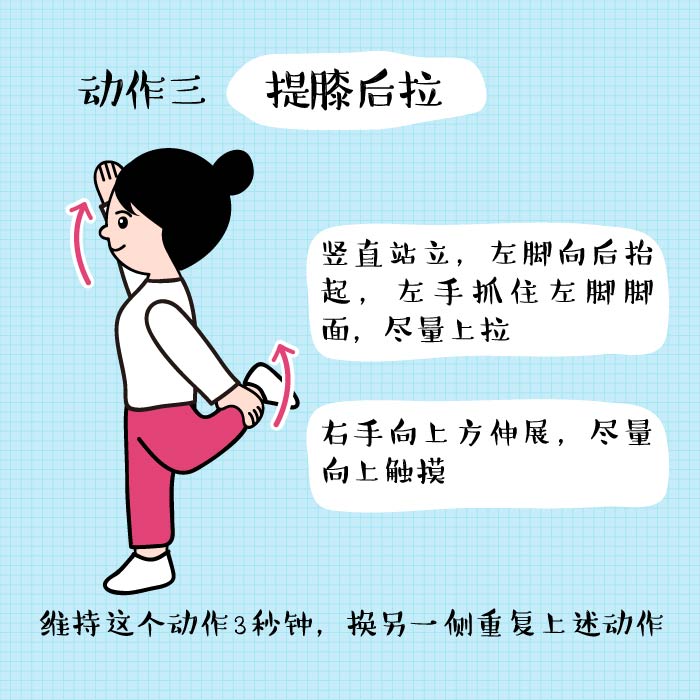 动作三 提膝后拉
竖直站立，左脚向后抬
起，左手抓住左脚脚
面，尽量上拉
右手向上方伸展，尽量
向上触摸
维持这个动作3秒钟，换另一侧重复上述动作